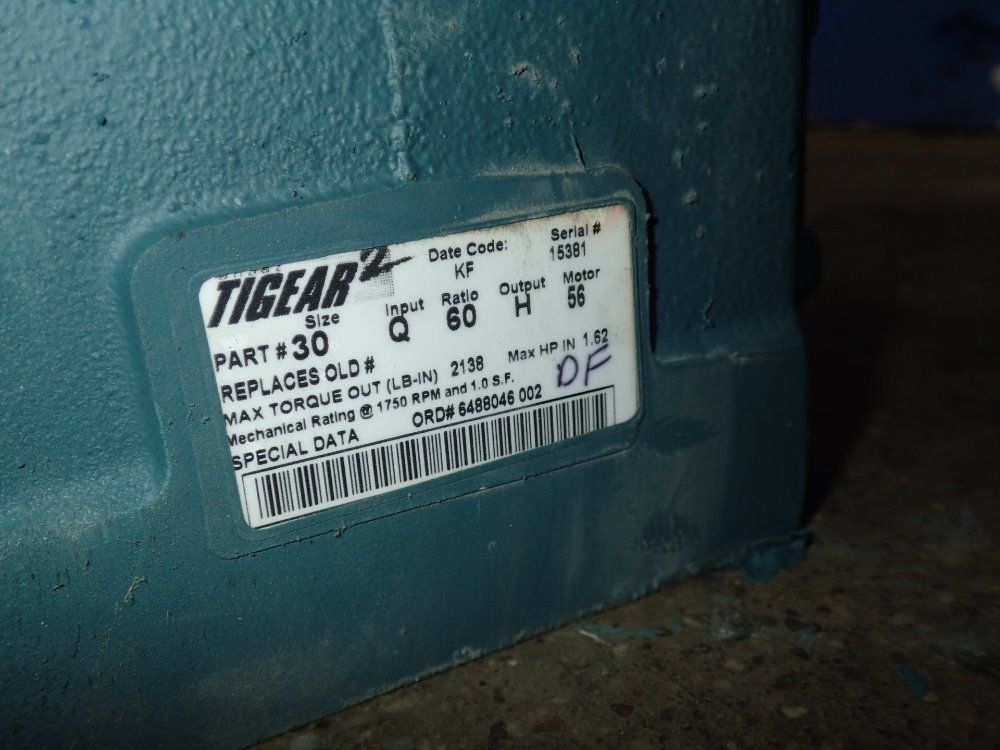 TIGEAR 2 Date Code: Serial #
KF 15381
Size Input Ratio Output Motor
PART # 30 Q 60 H 56
REPLACES OLD #
MAX TORQUE OUT (LB-IN) 2138 Max HP IN 1.62
Mechanical Rating @ 1750 RPM and 1.0 S.F. DF
SPECIAL DATA ORD# 6488046 002